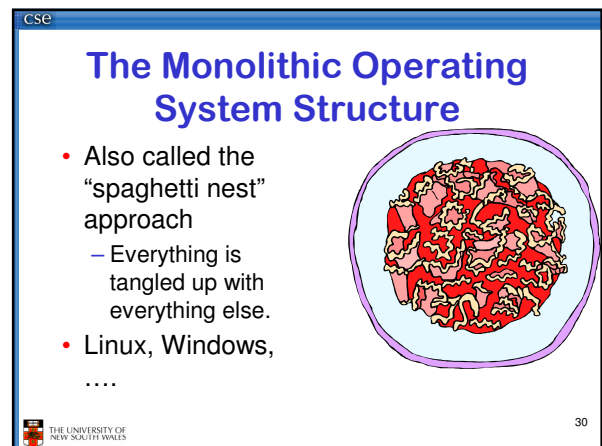 cse
The Monolithic Operating
System Structure
• Also called the
“spaghetti nest”
approach
– Everything is
tangled up with
everything else.
• Linux, Windows,
….
THE UNIVERSITY OF
NEW SOUTH WALES
30